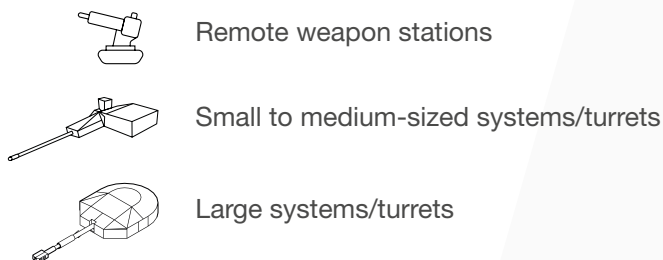 Remote weapon stations
Small to medium-sized systems/turrets
Large systems/turrets